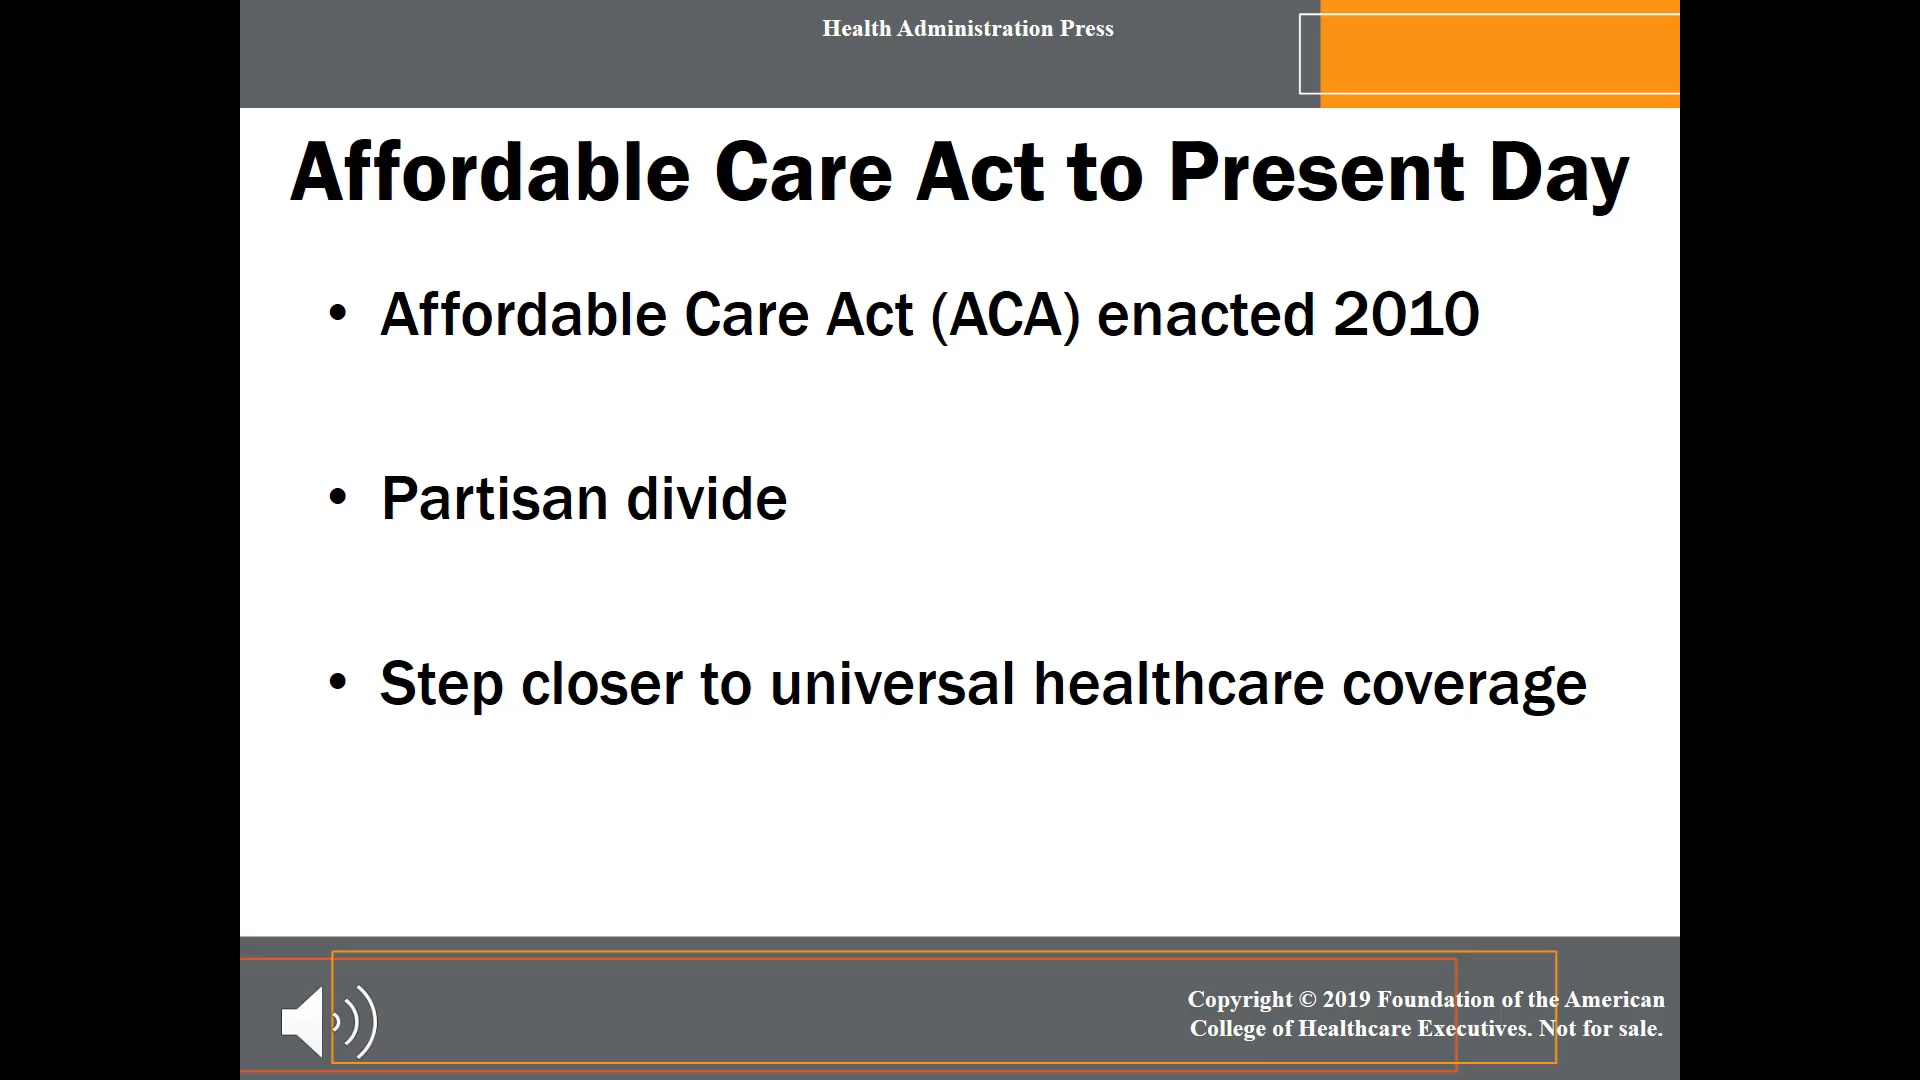 Health Administration Press
Affordable Care Act to Present Day
• Affordable Care Act (ACA) enacted 2010
• Partisan divide
• Step closer to universal healthcare coverage
Copyright © 2019 Foundation of the American
College of Healthcare Executives. Not for sale.